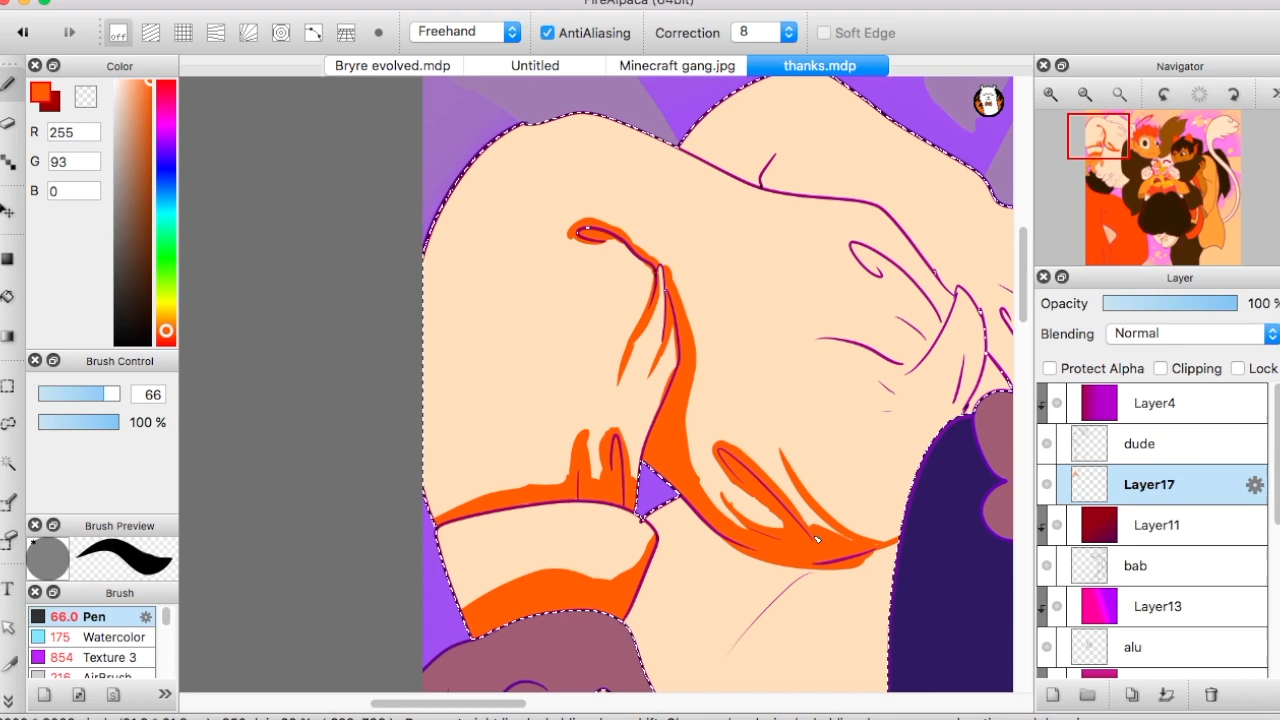 FireAlpaca (64bit)
off
Freehand
AntiAliasing
Correction
8
Soft Edge
Color
Bryre evolved.mdp
Untitled
Minecraft gang.jpg
thanks.mdp
Navigator
R 255
G 93
B 0
Brush Control
66
100 %
Brush Preview
Brush
66.0 Pen
175 Watercolor
854 Texture 3
216 AirBrush
T
Layer
Opacity 100 %
Blending Normal
Protect Alpha Clipping Lock
Layer4
dude
Layer17
Layer11
bab
Layer13
alu